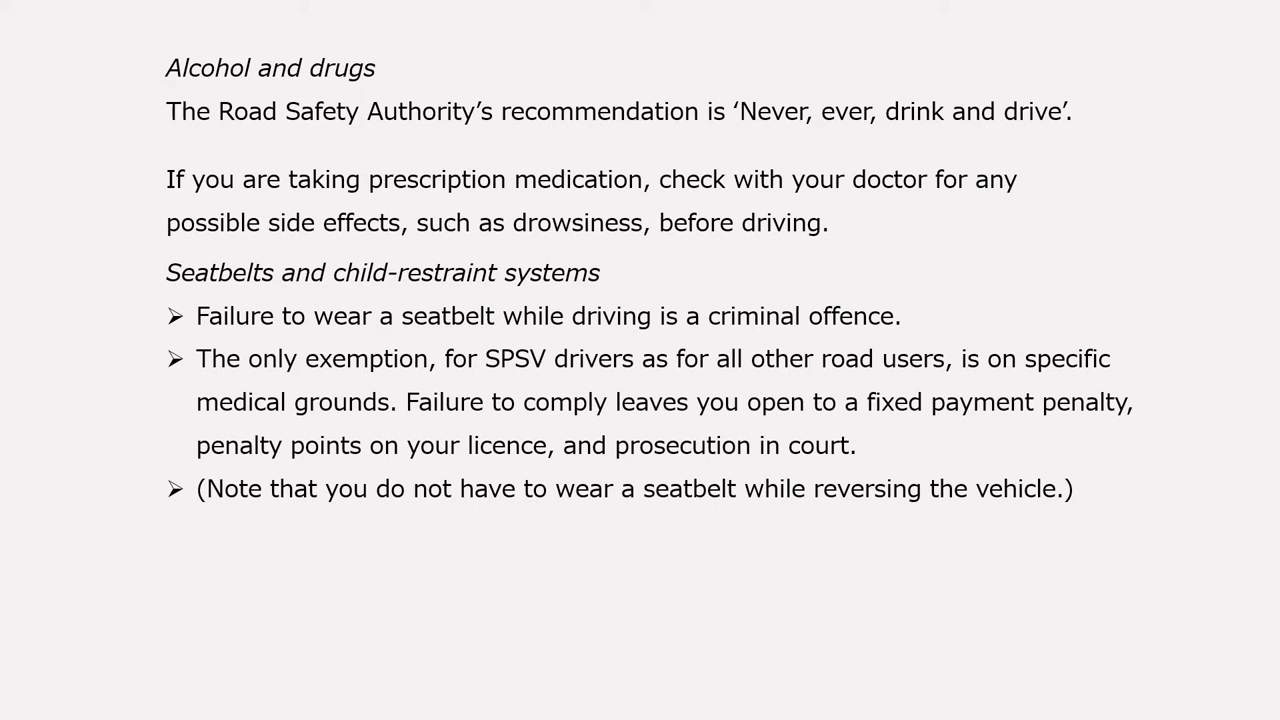 Alcohol and drugs
The Road Safety Authority’s recommendation is ‘Never, ever, drink and drive’.
If you are taking prescription medication, check with your doctor for any
possible side effects, such as drowsiness, before driving.
Seatbelts and child-restraint systems
➢ Failure to wear a seatbelt while driving is a criminal offence.
➢ The only exemption, for SPSV drivers as for all other road users, is on specific
medical grounds. Failure to comply leaves you open to a fixed payment penalty,
penalty points on your licence, and prosecution in court.
➢ (Note that you do not have to wear a seatbelt while reversing the vehicle.)